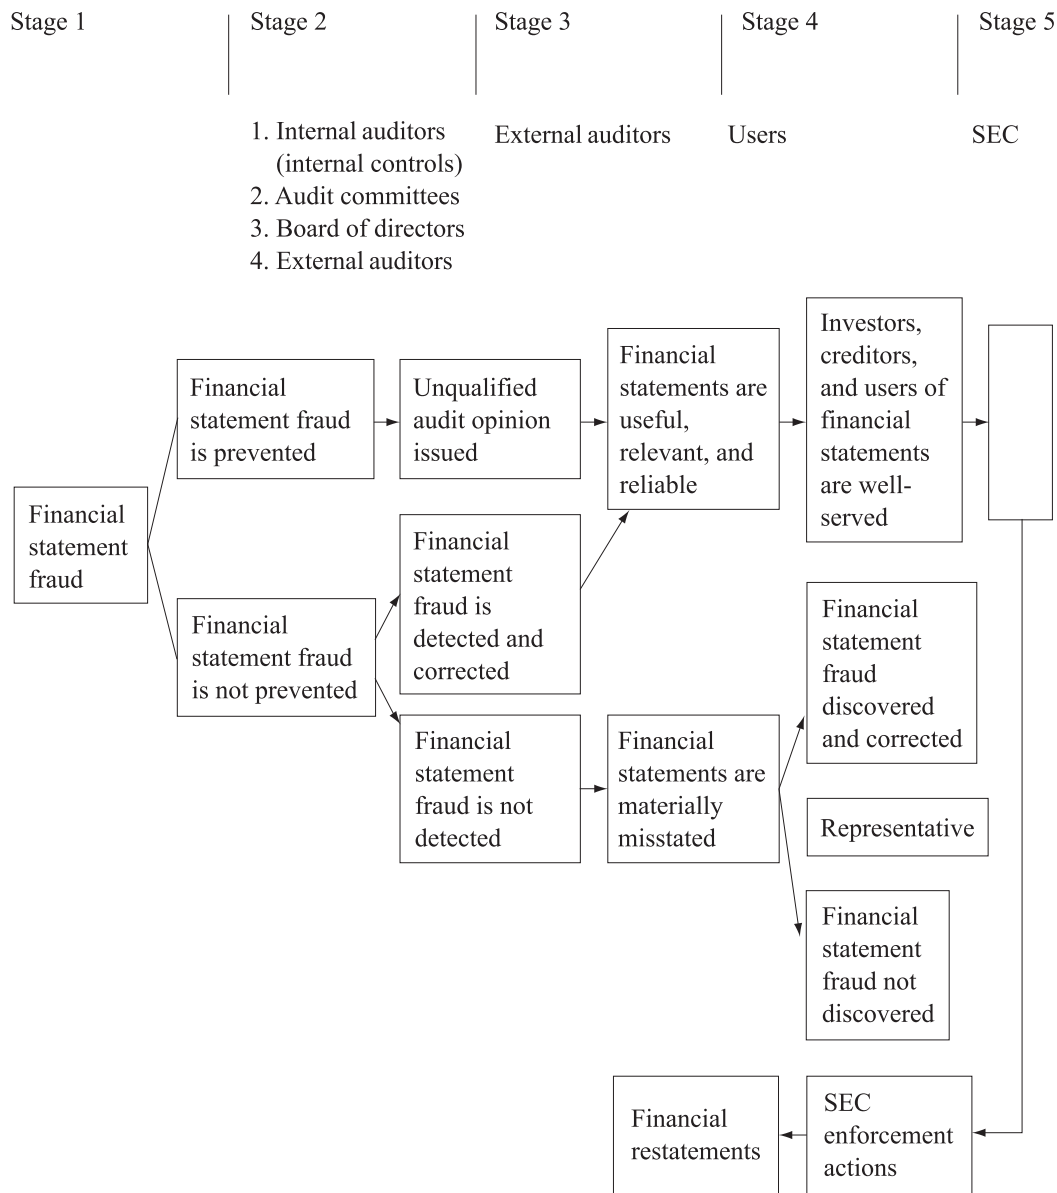 Stage 1
Stage 2
Stage 3
Stage 4
Stage 5
1. Internal auditors
(internal controls)
2. Audit committees
3. Board of directors
4. External auditors
External auditors
Users
SEC
Financial
statement
fraud
Financial
statement fraud
is prevented
Unqualified
audit opinion
issued
Financial
statements are
useful,
relevant, and
reliable
Investors,
creditors,
and users of
financial
statements
are well-
served
Financial
statement fraud
is not prevented
Financial
statement
fraud is
detected and
corrected
Financial
statement
fraud is not
detected
Financial
statements are
materially
misstated
Financial
statement
fraud
discovered
and corrected
Representative
Financial
statement
fraud not
discovered
Financial
restatements
SEC
enforcement
actions